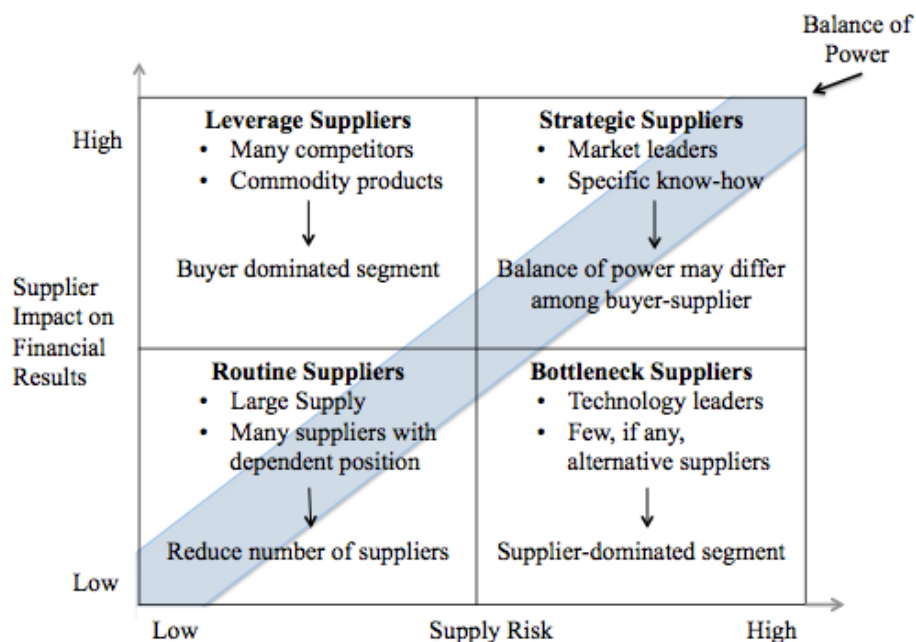 Balance of
Power
High
Leverage Suppliers
• Many competitors
• Commodity products
Buyer dominated segment
Strategic Suppliers
• Market leaders
• Specific know-how
Balance of power may differ
among buyer-supplier
Supplier
Impact on
Financial
Results
Routine Suppliers
• Large Supply
• Many suppliers with
dependent position
Reduce number of suppliers
Bottleneck Suppliers
• Technology leaders
• Few, if any,
alternative suppliers
Supplier-dominated segment
Low
Low
Supply Risk
High